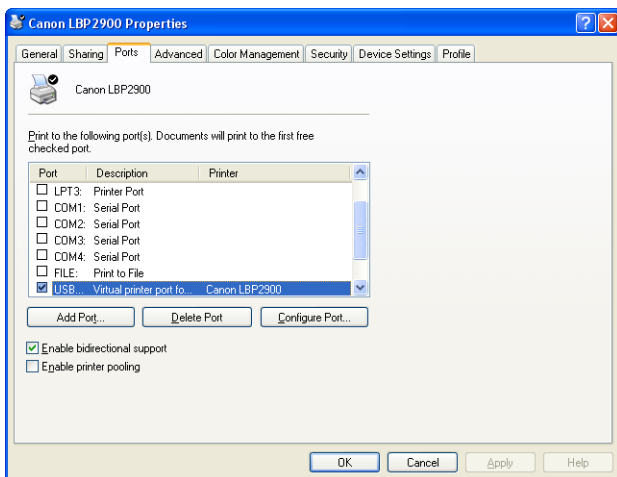 Canon LBP2900 Properties
General Sharing Ports Advanced Color Management Security Device Settings Profile
Canon LBP2900
Print to the following port(s). Documents will print to the first free
checked port.
Port Description Printer
LPT3: Printer Port
COM1: Serial Port
COM2: Serial Port
COM3: Serial Port
COM4: Serial Port
FILE: Print to File
USB... Virtual printer port fo... Canon LBP2900
Add Port... Delete Port Configure Port...
Enable bidirectional support
Enable printer pooling
OK Cancel Apply Help